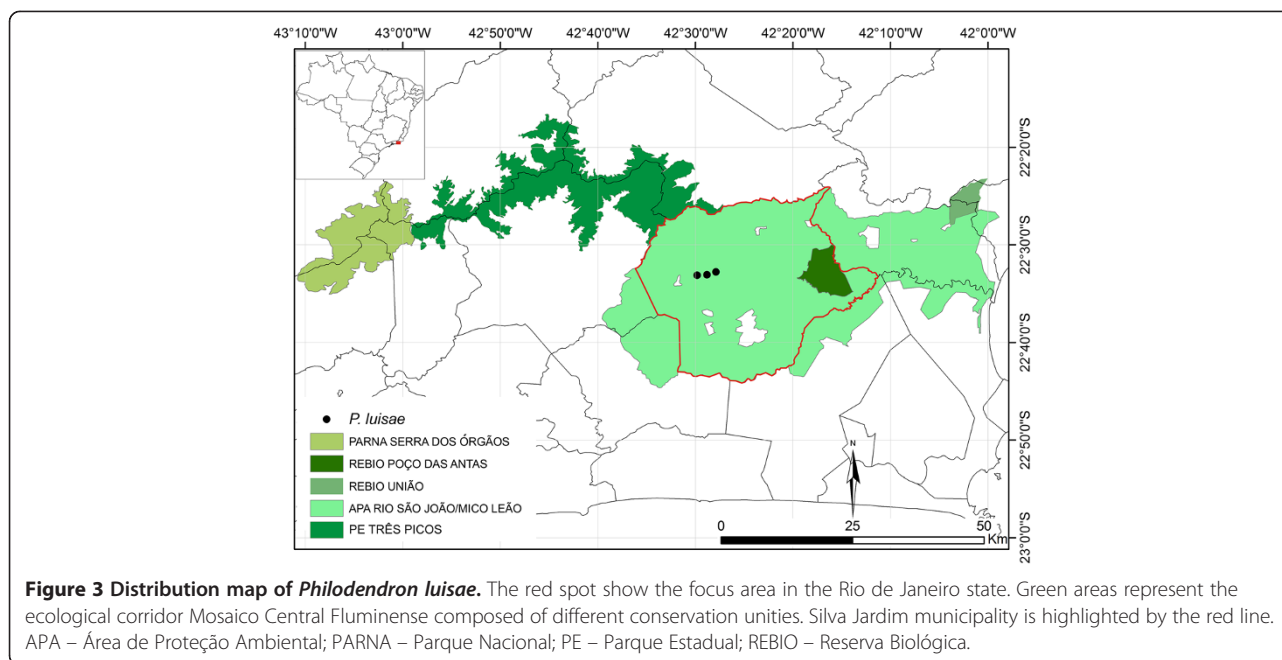 43°10'0"W 43°00'0"W 42°50'0"W 42°40'0"W 42°30'0"W 42°20'0"W 42°10'0"W 42°00'0"W
22°20'0"S
22°30'0"S
22°40'0"S
22°50'0"S
23°0'0"S
P. luisae
PARNA SERRA DOS ÓRGÃOS
REBIO POÇO DAS ANTAS
REBIO UNIÃO
APA RIO SÃO JOÃO/MICO LEÃO
PE TRÊS PICOS
N
0 25 50
Km
Figure 3 Distribution map of Philodendron luisae. The red spot show the focus area in the Rio de Janeiro state. Green areas represent the
ecological corridor Mosaico Central Fluminense composed of different conservation unities. Silva Jardim municipality is highlighted by the red line.
APA – Área de Proteção Ambiental; PARNA – Parque Nacional; PE – Parque Estadual; REBIO – Reserva Biológica.